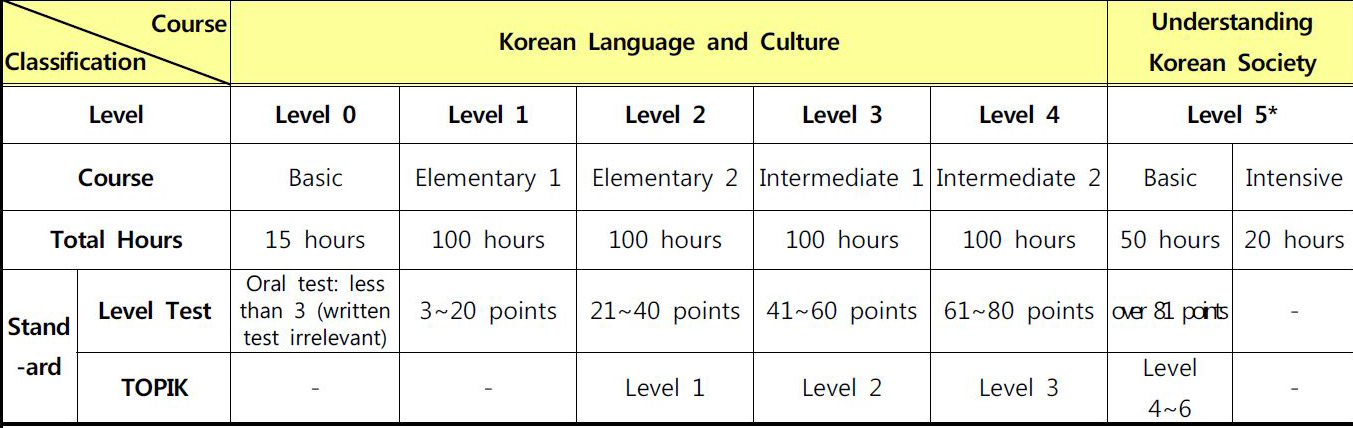 Course
Classification
Korean Language and Culture
Understanding
Korean Society
Level
Level 0
Level 1
Level 2
Level 3
Level 4
Level 5*
Course
Basic
Elementary 1
Elementary 2
Intermediate 1
Intermediate 2
Basic
Intensive
Total Hours
15 hours
100 hours
100 hours
100 hours
100 hours
50 hours
20 hours
Stand
-ard
Level Test
Oral test: less
than 3 (written
test irrelevant)
3~20 points
21~40 points
41~60 points
61~80 points
over 81 points
-
TOPIK
-
-
Level 1
Level 2
Level 3
Level
4~6
-